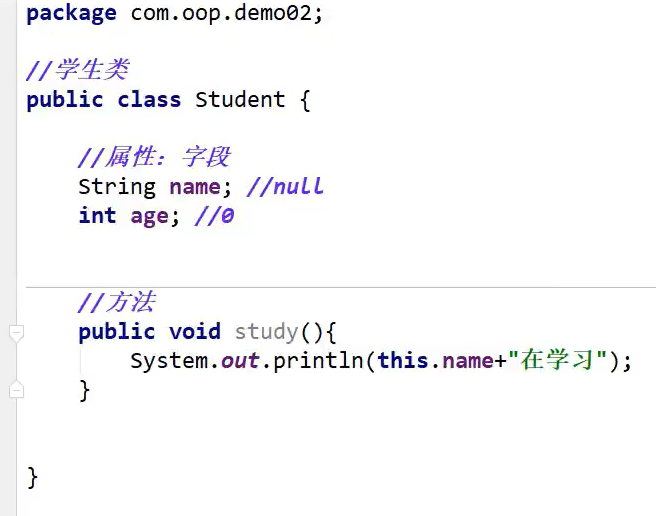 package com.oop.demo02;
//学生类
public class Student {
//属性：字段
String name; //null
int age; //0
//方法
public void study(){
System.out.println(this.name+"在学习");
}
}